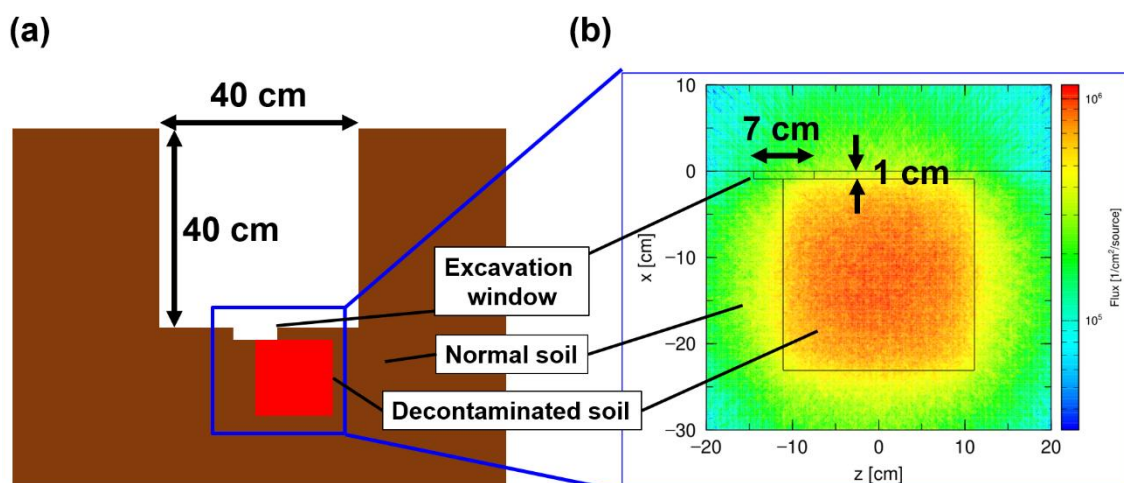 (a)
(b)
40 cm
40 cm
Excavation
window
Normal soil
Decontaminated soil
7 cm
1 cm
10
0
−10
−20
−30
x [cm]
−20
−10
0
10
20
z [cm]
10⁶
10⁵
Flux [1/cm²/source]